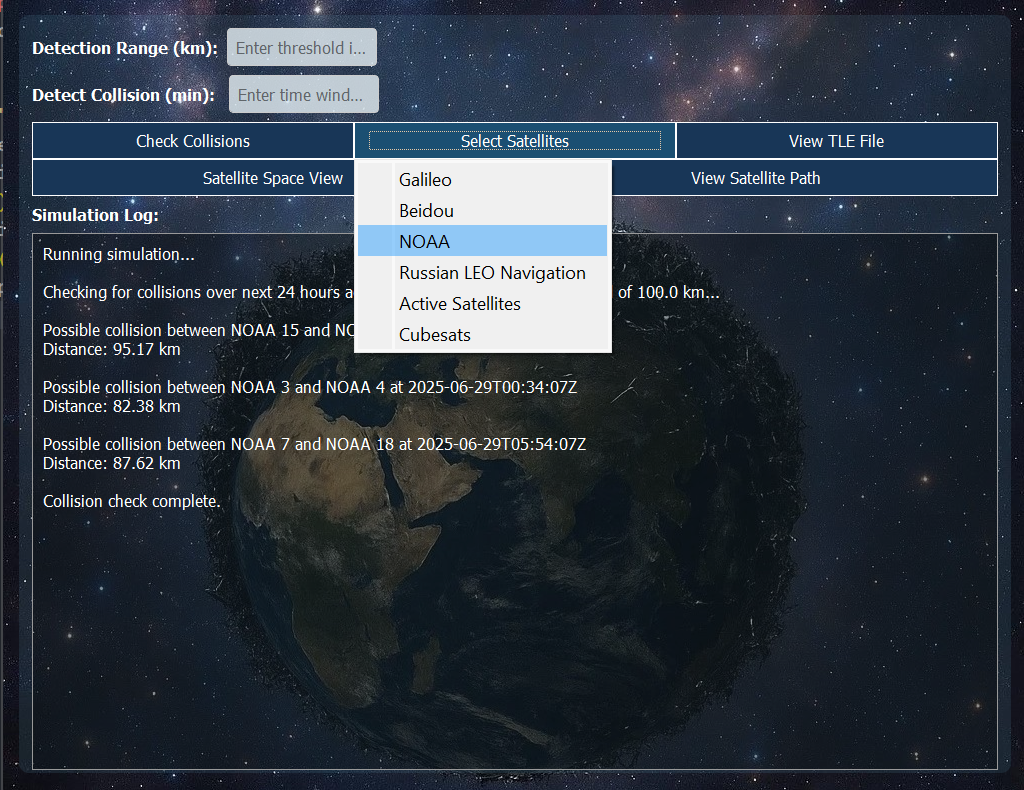 Detection Range (km): Enter threshold i...
Detect Collision (min): Enter time wind...
Check Collisions Select Satellites View TLE File
Satellite Space View View Satellite Path
Galileo
Beidou
NOAA
Russian LEO Navigation
Active Satellites
Cubesats
Simulation Log:
Running simulation...
Checking for collisions over next 24 hours of 100.0 km...
Possible collision between NOAA 15 and
Distance: 95.17 km
Possible collision between NOAA 3 and NOAA 4 at 2025-06-29T00:34:07Z
Distance: 82.38 km
Possible collision between NOAA 7 and NOAA 18 at 2025-06-29T05:54:07Z
Distance: 87.62 km
Collision check complete.